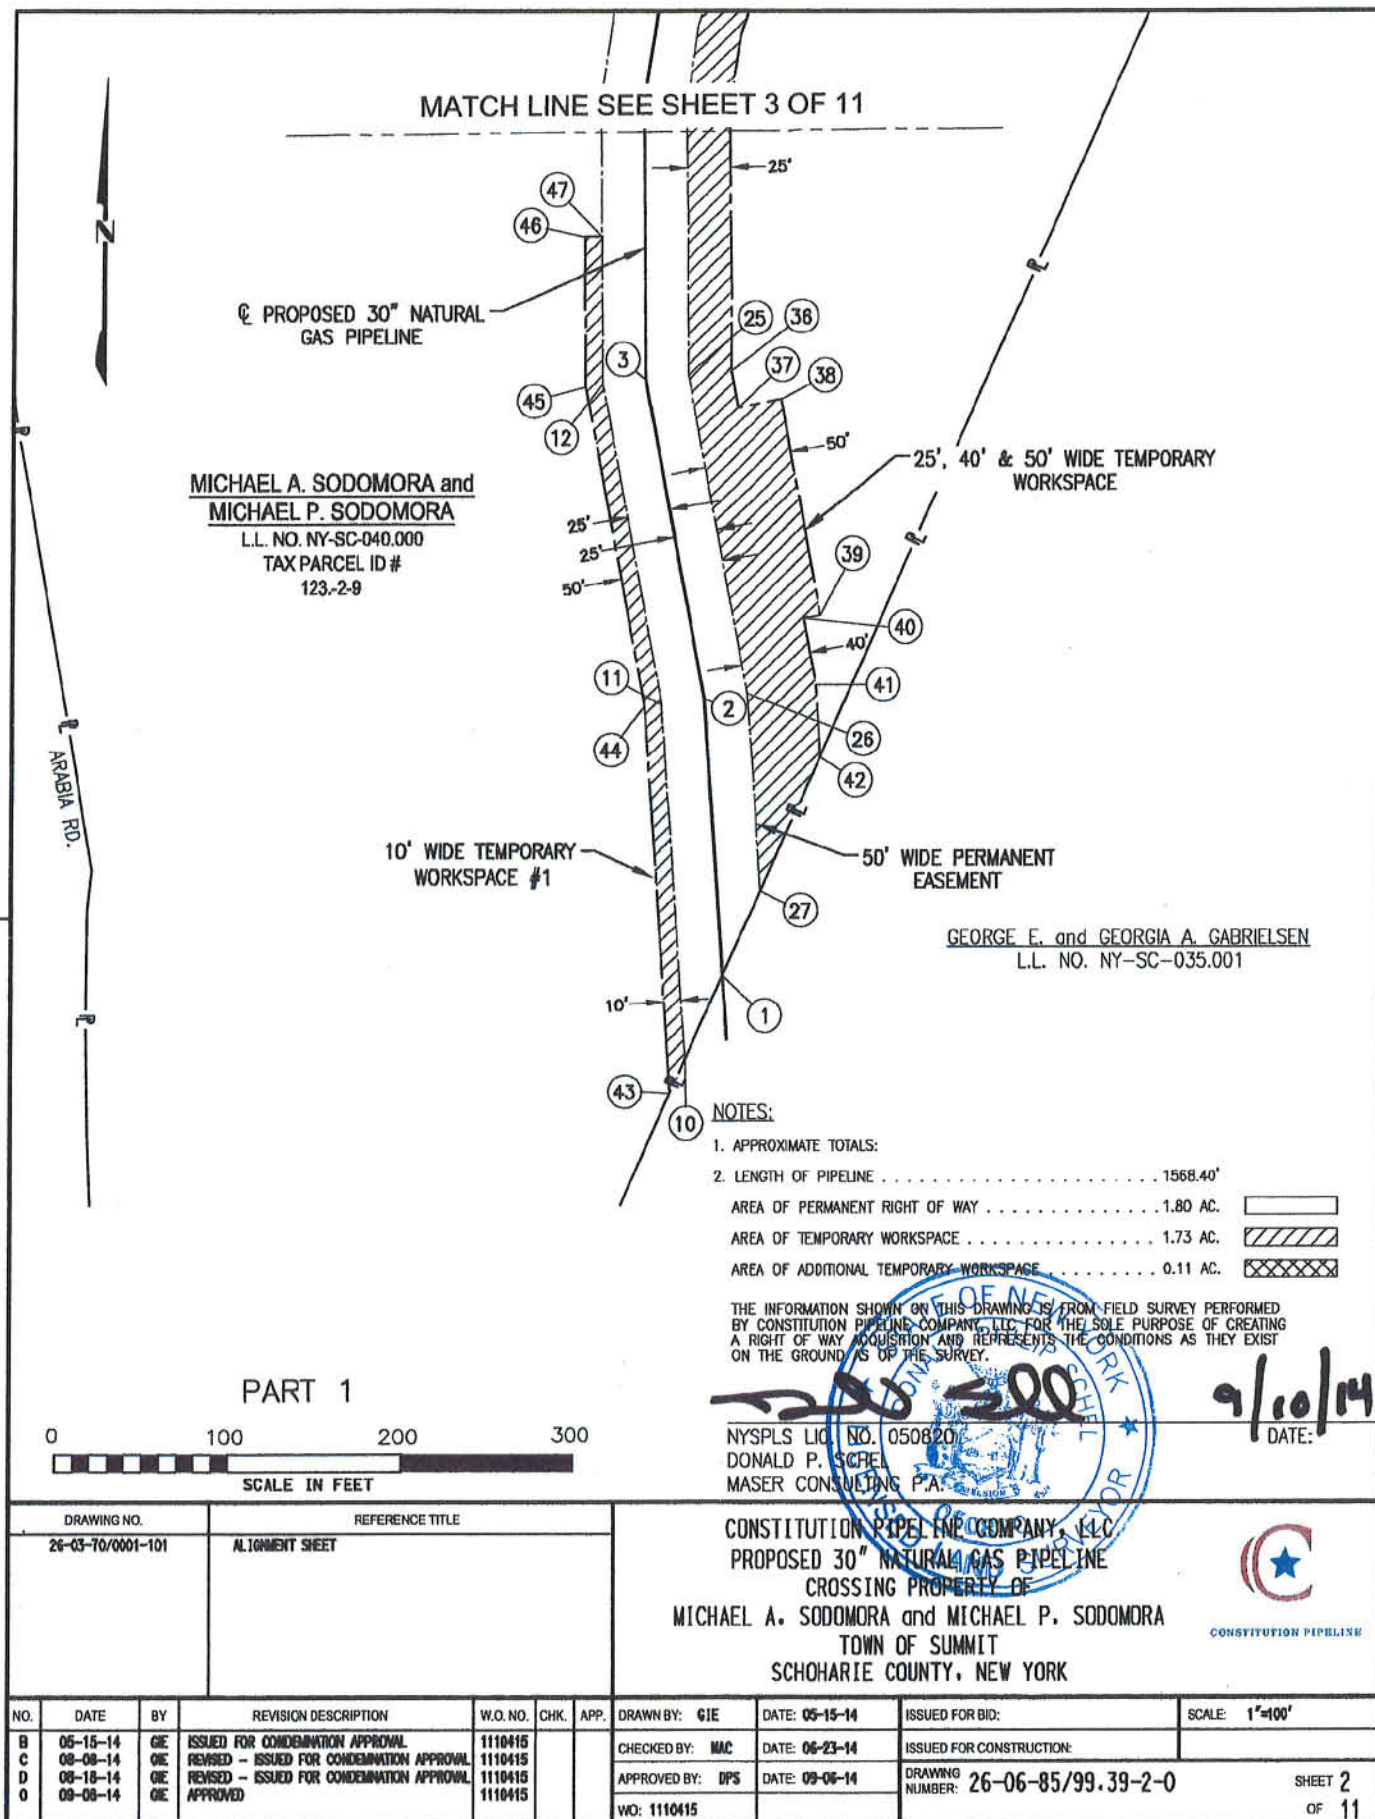 MATCH LINE SEE SHEET 3 OF 11
25'
47
46
N
℄ PROPOSED 30" NATURAL
GAS PIPELINE
25
36
3
37
38
45
12
50'
25', 40' & 50' WIDE TEMPORARY
WORKSPACE
MICHAEL A. SODOMORA and
MICHAEL P. SODOMORA
L.L. NO. NY-SC-040.000
TAX PARCEL ID #
123.-2-9
25'
25'
50'
39
40
40'
11
41
2
26
44
42
ARABIA RD.
10' WIDE TEMPORARY
WORKSPACE #1
50' WIDE PERMANENT
EASEMENT
27
GEORGE E. and GEORGIA A. GABRIELSEN
L.L. NO. NY-SC-035.001
10'
1
43
10
NOTES:
1. APPROXIMATE TOTALS:
2. LENGTH OF PIPELINE . . . . . . . . . . . . . . . . . . . . . . . 1568.40'
AREA OF PERMANENT RIGHT OF WAY . . . . . . . . . . . . . . 1.80 AC.
AREA OF TEMPORARY WORKSPACE . . . . . . . . . . . . . . . 1.73 AC.
AREA OF ADDITIONAL TEMPORARY WORKSPACE . . . . . . . . . 0.11 AC.
THE INFORMATION SHOWN ON THIS DRAWING IS FROM FIELD SURVEY PERFORMED
BY CONSTITUTION PIPELINE COMPANY, LLC FOR THE SOLE PURPOSE OF CREATING
A RIGHT OF WAY ACQUISITION AND REPRESENTS THE CONDITIONS AS THEY EXIST
ON THE GROUND AS OF THE SURVEY.
STATE OF NEW YORK
DONALD PHILIP SCHEL
LICENSED LAND SURVEYOR
EXCELSIOR
9/10/14
NYSPLS LIC. NO. 050820
DATE:
DONALD P. SCHEL
MASER CONSULTING P.A.
PART 1
0 100 200 300
SCALE IN FEET
DRAWING NO. REFERENCE TITLE
26-03-70/0001-101 ALIGNMENT SHEET
CONSTITUTION PIPELINE COMPANY, LLC
PROPOSED 30" NATURAL GAS PIPELINE
CROSSING PROPERTY OF
MICHAEL A. SODOMORA and MICHAEL P. SODOMORA
TOWN OF SUMMIT
SCHOHARIE COUNTY, NEW YORK
CONSTITUTION PIPELINE
NO. DATE BY REVISION DESCRIPTION W.O. NO. CHK. APP.
B 05-15-14 GIE ISSUED FOR CONDEMNATION APPROVAL 1110415
C 08-08-14 GIE REVISED - ISSUED FOR CONDEMNATION APPROVAL 1110415
D 08-18-14 GIE REVISED - ISSUED FOR CONDEMNATION APPROVAL 1110415
0 09-08-14 GIE APPROVED 1110415
DRAWN BY: GIE DATE: 05-15-14 ISSUED FOR BID: SCALE: 1"=100'
CHECKED BY: MAC DATE: 06-23-14 ISSUED FOR CONSTRUCTION:
APPROVED BY: DPS DATE: 09-06-14 DRAWING NUMBER: 26-06-85/99.39-2-0 SHEET 2
WO: 1110415 OF 11